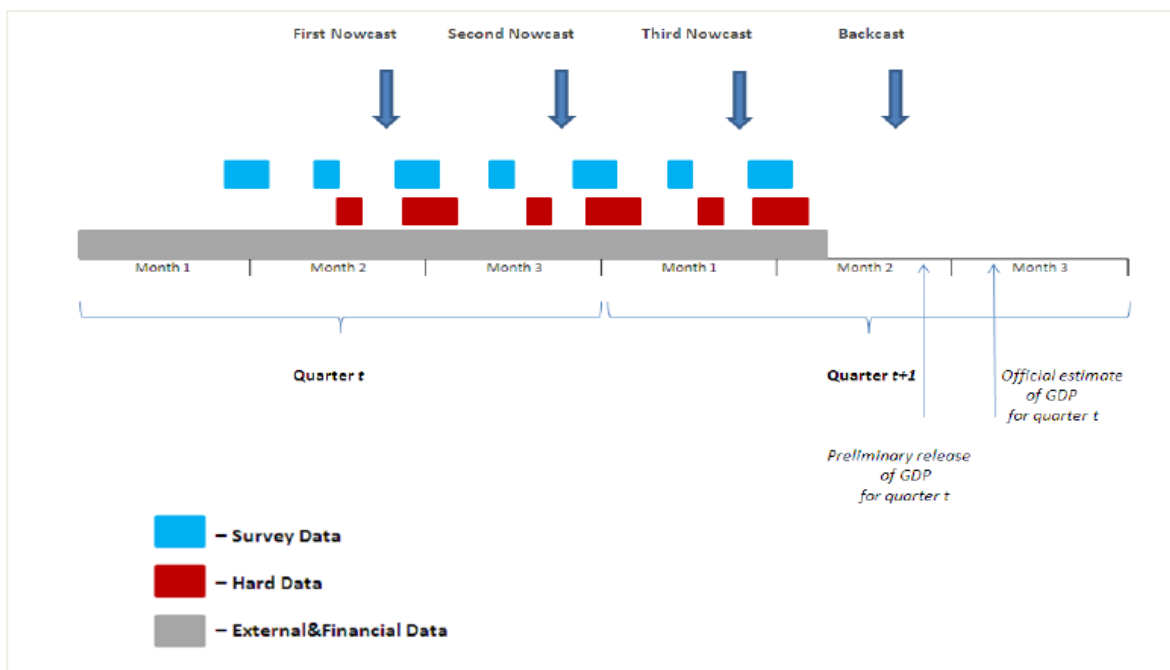 First Nowcast Second Nowcast Third Nowcast Backcast
Month 1 Month 2 Month 3 Month 1 Month 2 Month 3
Quarter t Quarter t+1 Official estimate
of GDP
for quarter t
Preliminary release
of GDP
for quarter t
– Survey Data
– Hard Data
– External&Financial Data